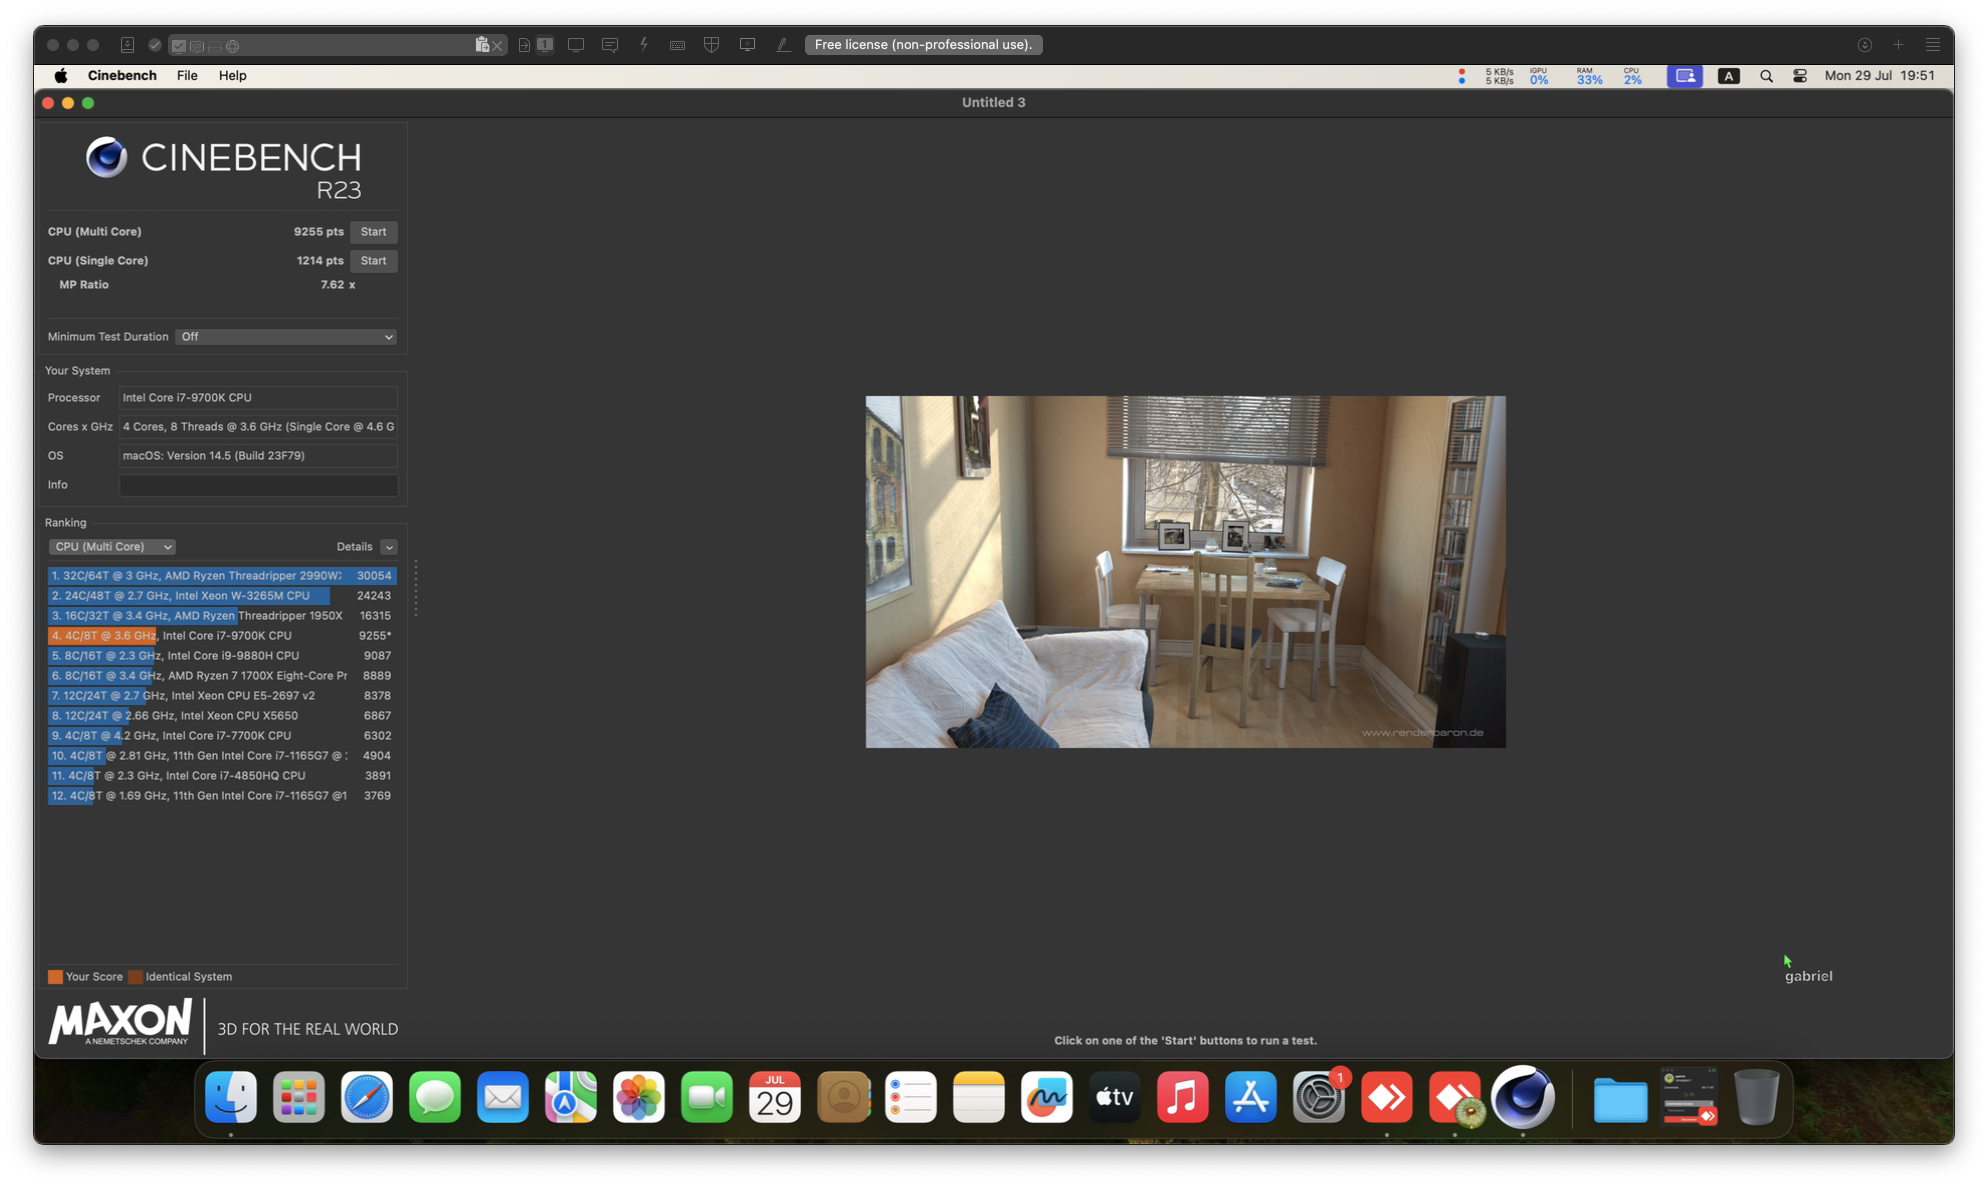 Free license (non-professional use).
Cinebench File Help
5 KB/s
5 KB/s
iGPU
0%
RAM
33%
CPU
2%
A
Mon 29 Jul 19:51
Untitled 3
CINEBENCH
R23
CPU (Multi Core) 9255 pts Start
CPU (Single Core) 1214 pts Start
MP Ratio 7.62 x
Minimum Test Duration Off
Your System
Processor Intel Core i7-9700K CPU
Cores x GHz 4 Cores, 8 Threads @ 3.6 GHz (Single Core @ 4.6 G
OS macOS: Version 14.5 (Build 23F79)
Info
Ranking
CPU (Multi Core) Details
1. 32C/64T @ 3 GHz, AMD Ryzen Threadripper 2990W 30054
2. 24C/48T @ 2.7 GHz, Intel Xeon W-3265M CPU 24243
3. 16C/32T @ 3.4 GHz, AMD Ryzen Threadripper 1950X 16315
4. 4C/8T @ 3.6 GHz, Intel Core i7-9700K CPU 9255*
5. 8C/16T @ 2.3 GHz, Intel Core i9-9880H CPU 9087
6. 8C/16T @ 3.4 GHz, AMD Ryzen 7 1700X Eight-Core Pr 8889
7. 12C/24T @ 2.7 GHz, Intel Xeon CPU E5-2697 v2 8378
8. 12C/24T @ 2.66 GHz, Intel Xeon CPU X5650 6867
9. 4C/8T @ 4.2 GHz, Intel Core i7-7700K CPU 6302
10. 4C/8T @ 2.81 GHz, 11th Gen Intel Core i7-1165G7 @ 4904
11. 4C/8T @ 2.3 GHz, Intel Core i7-4850HQ CPU 3891
12. 4C/8T @ 1.69 GHz, 11th Gen Intel Core i7-1165G7 @1 3769
Your Score Identical System
MAXON
A NEMETSCHEK COMPANY
3D FOR THE REAL WORLD
www.renderbaron.de
gabriel
Click on one of the 'Start' buttons to run a test.
JUL
29
tv
1